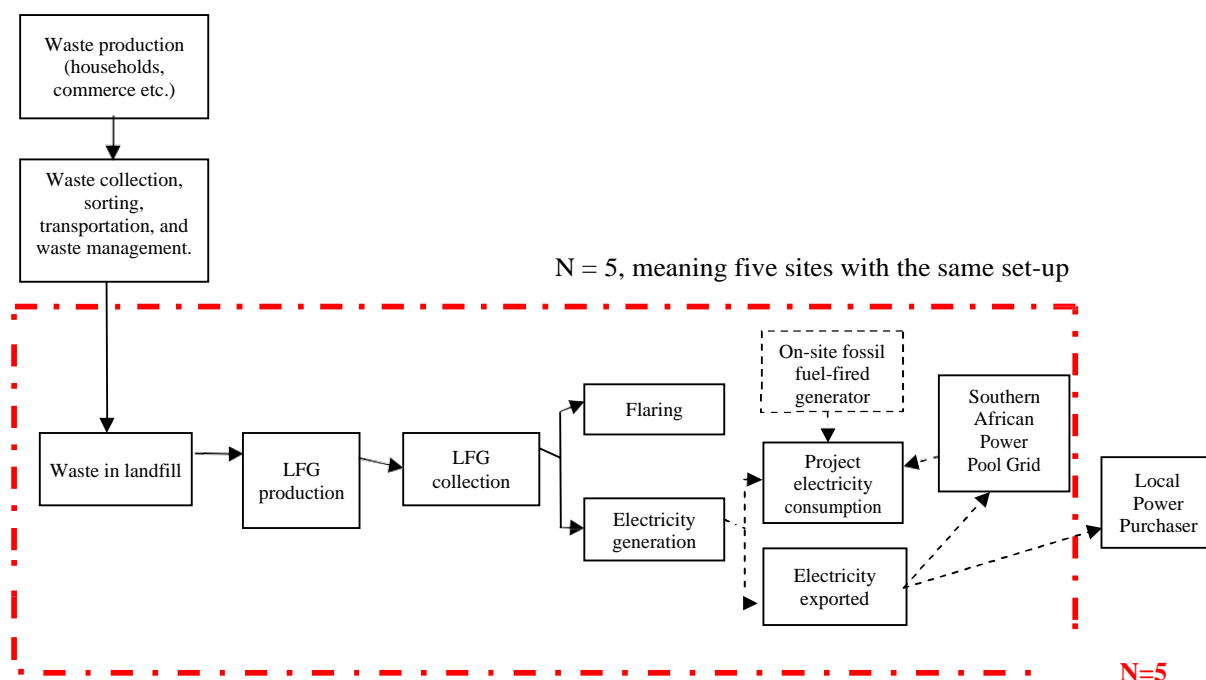 Waste production
(households,
commerce etc.)
Waste collection,
sorting,
transportation, and
waste management.
N = 5, meaning five sites with the same set-up
On-site fossil
fuel-fired
generator
Flaring
Southern
African
Power
Pool Grid
Waste in landfill
LFG
production
LFG
collection
Project
electricity
consumption
Local
Power
Purchaser
Electricity
generation
Electricity
exported
N=5